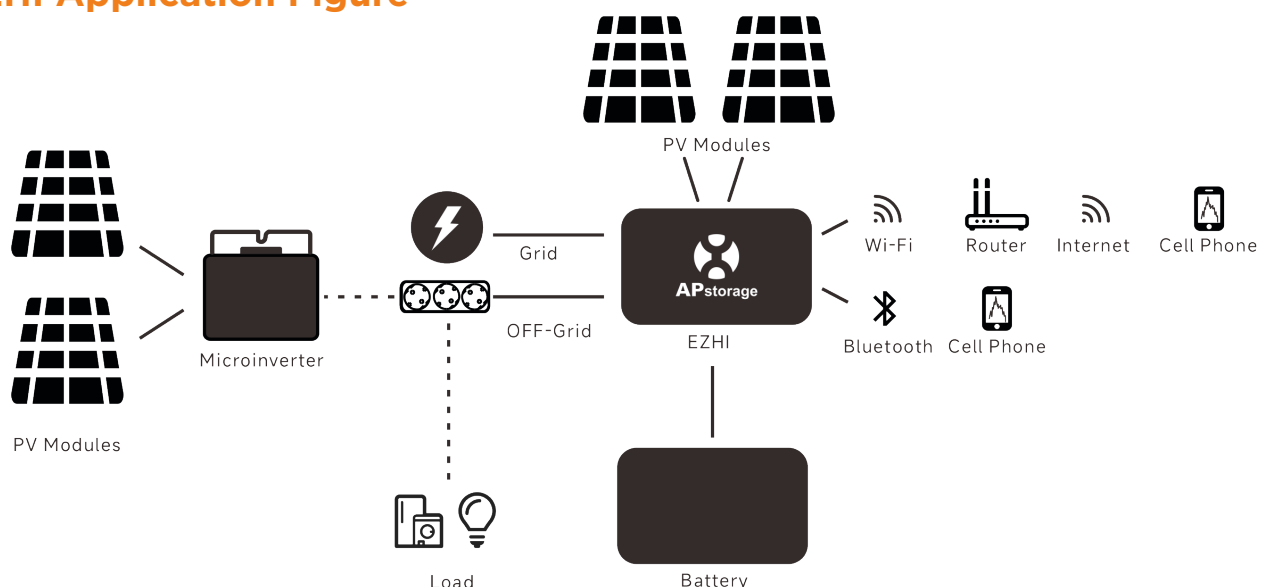 Application Figure
PV Modules
Wi-Fi
Router
Internet
Cell Phone
Grid
APstorage
OFF-Grid
EZHI
Bluetooth
Cell Phone
Microinverter
PV Modules
Load
Battery